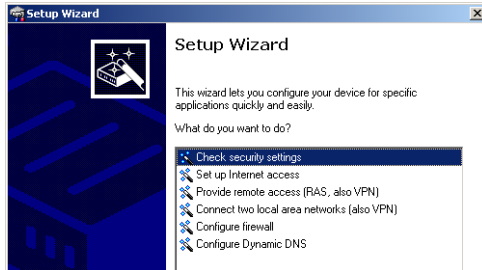 Setup Wizard
Setup Wizard
This wizard lets you configure your device for specific
applications quickly and easily.
What do you want to do?
Check security settings
Set up Internet access
Provide remote access (RAS, also VPN)
Connect two local area networks (also VPN)
Configure firewall
Configure Dynamic DNS